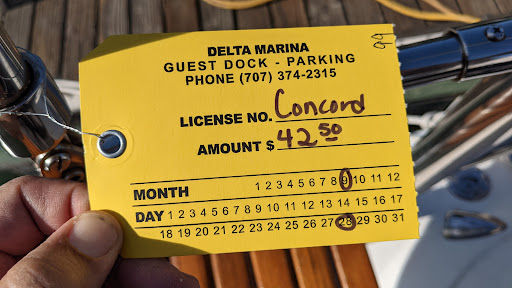 99
DELTA MARINA
GUEST DOCK - PARKING
PHONE (707) 374-2315
LICENSE NO. Concord
AMOUNT $ 42 50
MONTH 1 2 3 4 5 6 7 8 9 10 11 12
DAY 1 2 3 4 5 6 7 8 9 10 11 12 13 14 15 16 17
18 19 20 21 22 23 24 25 26 27 28 29 30 31